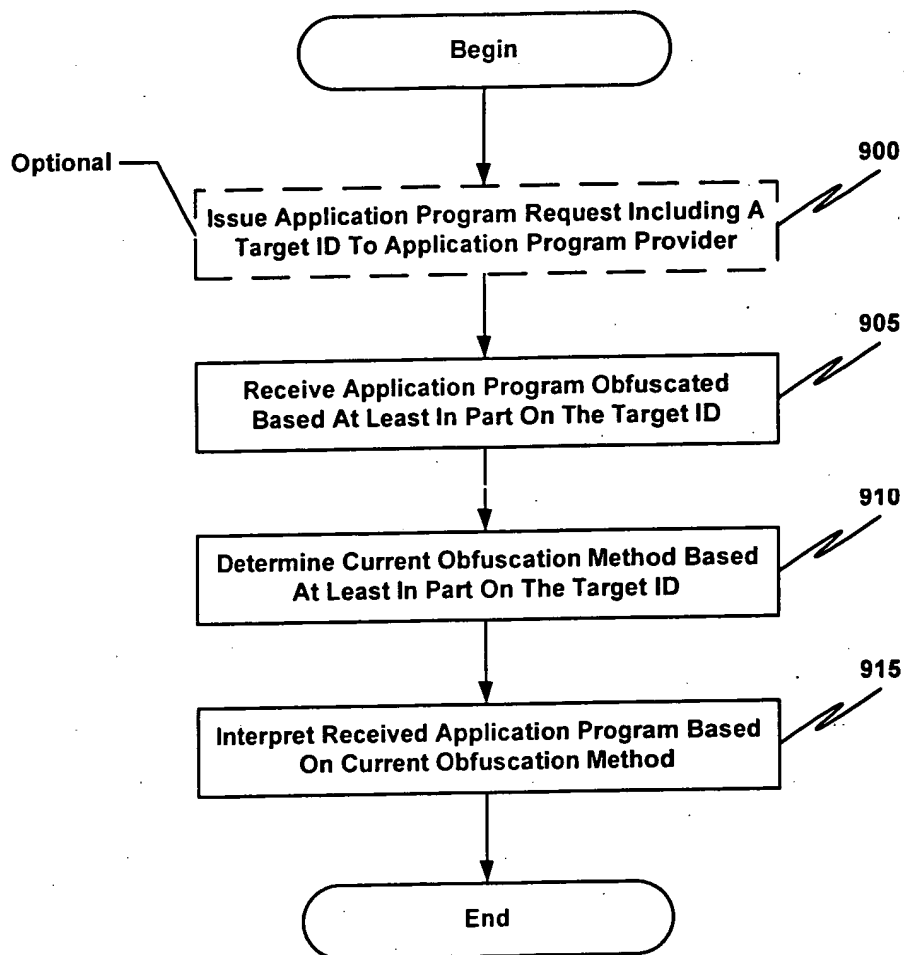 Begin
Optional
900
Issue Application Program Request Including A
Target ID To Application Program Provider
905
Receive Application Program Obfuscated
Based At Least In Part On The Target ID
910
Determine Current Obfuscation Method Based
At Least In Part On The Target ID
915
Interpret Received Application Program Based
On Current Obfuscation Method
End